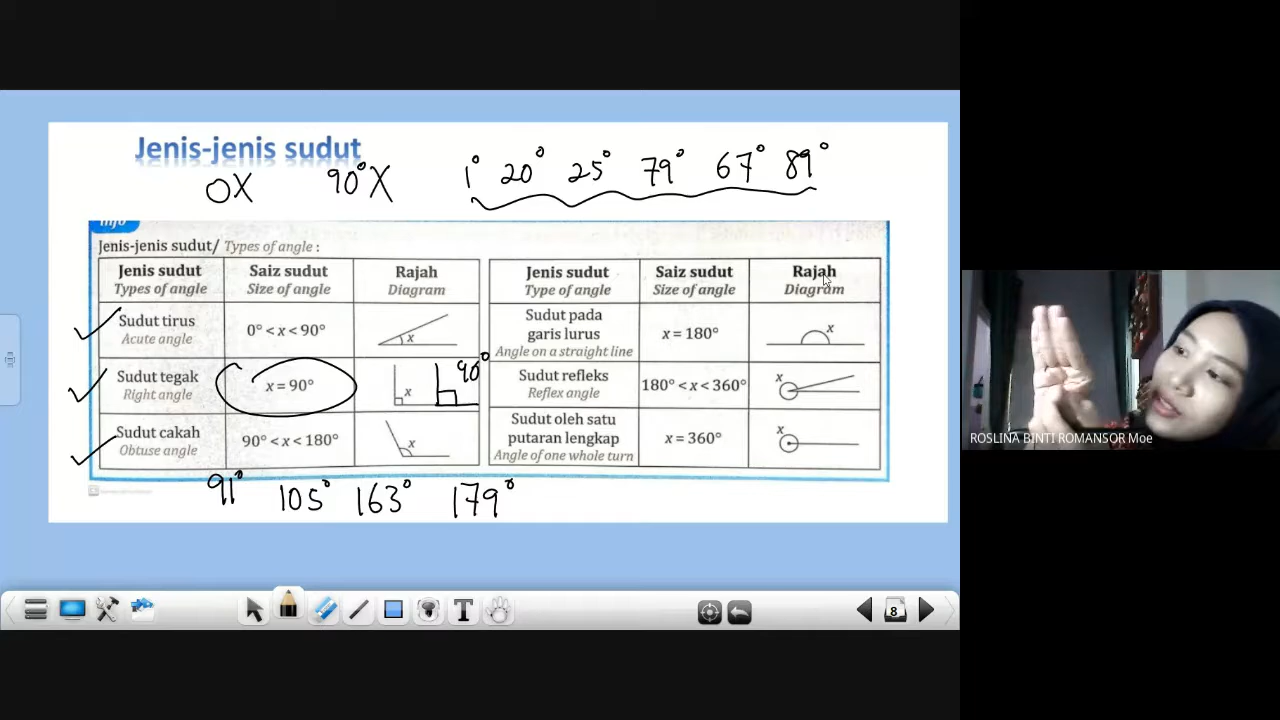 Jenis-jenis sudut
0X 90°X 1° 20° 25° 79° 67° 89°
Info
Jenis-jenis sudut/ Types of angle :
Jenis sudut Saiz sudut Rajah
Types of angle Size of angle Diagram
Sudut tirus
Acute angle
0° < x < 90°
x
Sudut tegak
Right angle
x = 90°
x
90°
Sudut cakah
Obtuse angle
90° < x < 180°
x
Jenis sudut Saiz sudut Rajah
Type of angle Size of angle Diagram
Sudut pada
garis lurus
Angle on a straight line
x = 180°
x
Sudut refleks
Reflex angle
180° < x < 360°
x
Sudut oleh satu
putaran lengkap
Angle of one whole turn
x = 360°
x
91° 105° 163° 179°
T
8
ROSLINA BINTI ROMANSOR Moe